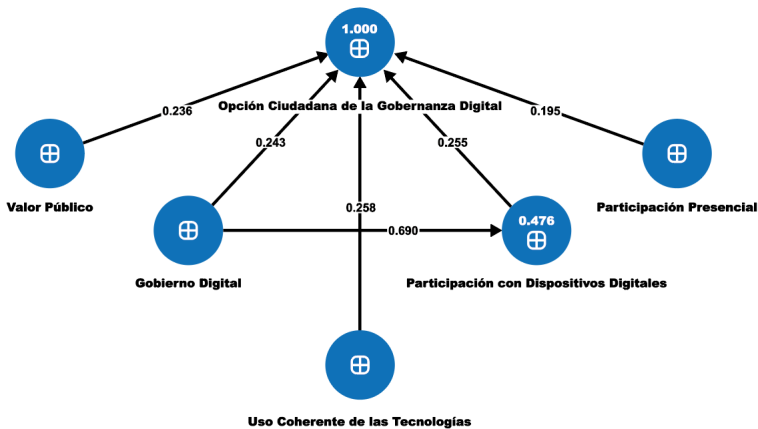 1.000
Opción Ciudadana de la Gobernanza Digital
0.236
0.195
0.243
0.255
Valor Público
Participación Presencial
0.258
0.476
0.690
Gobierno Digital
Participación con Dispositivos Digitales
Uso Coherente de las Tecnologías